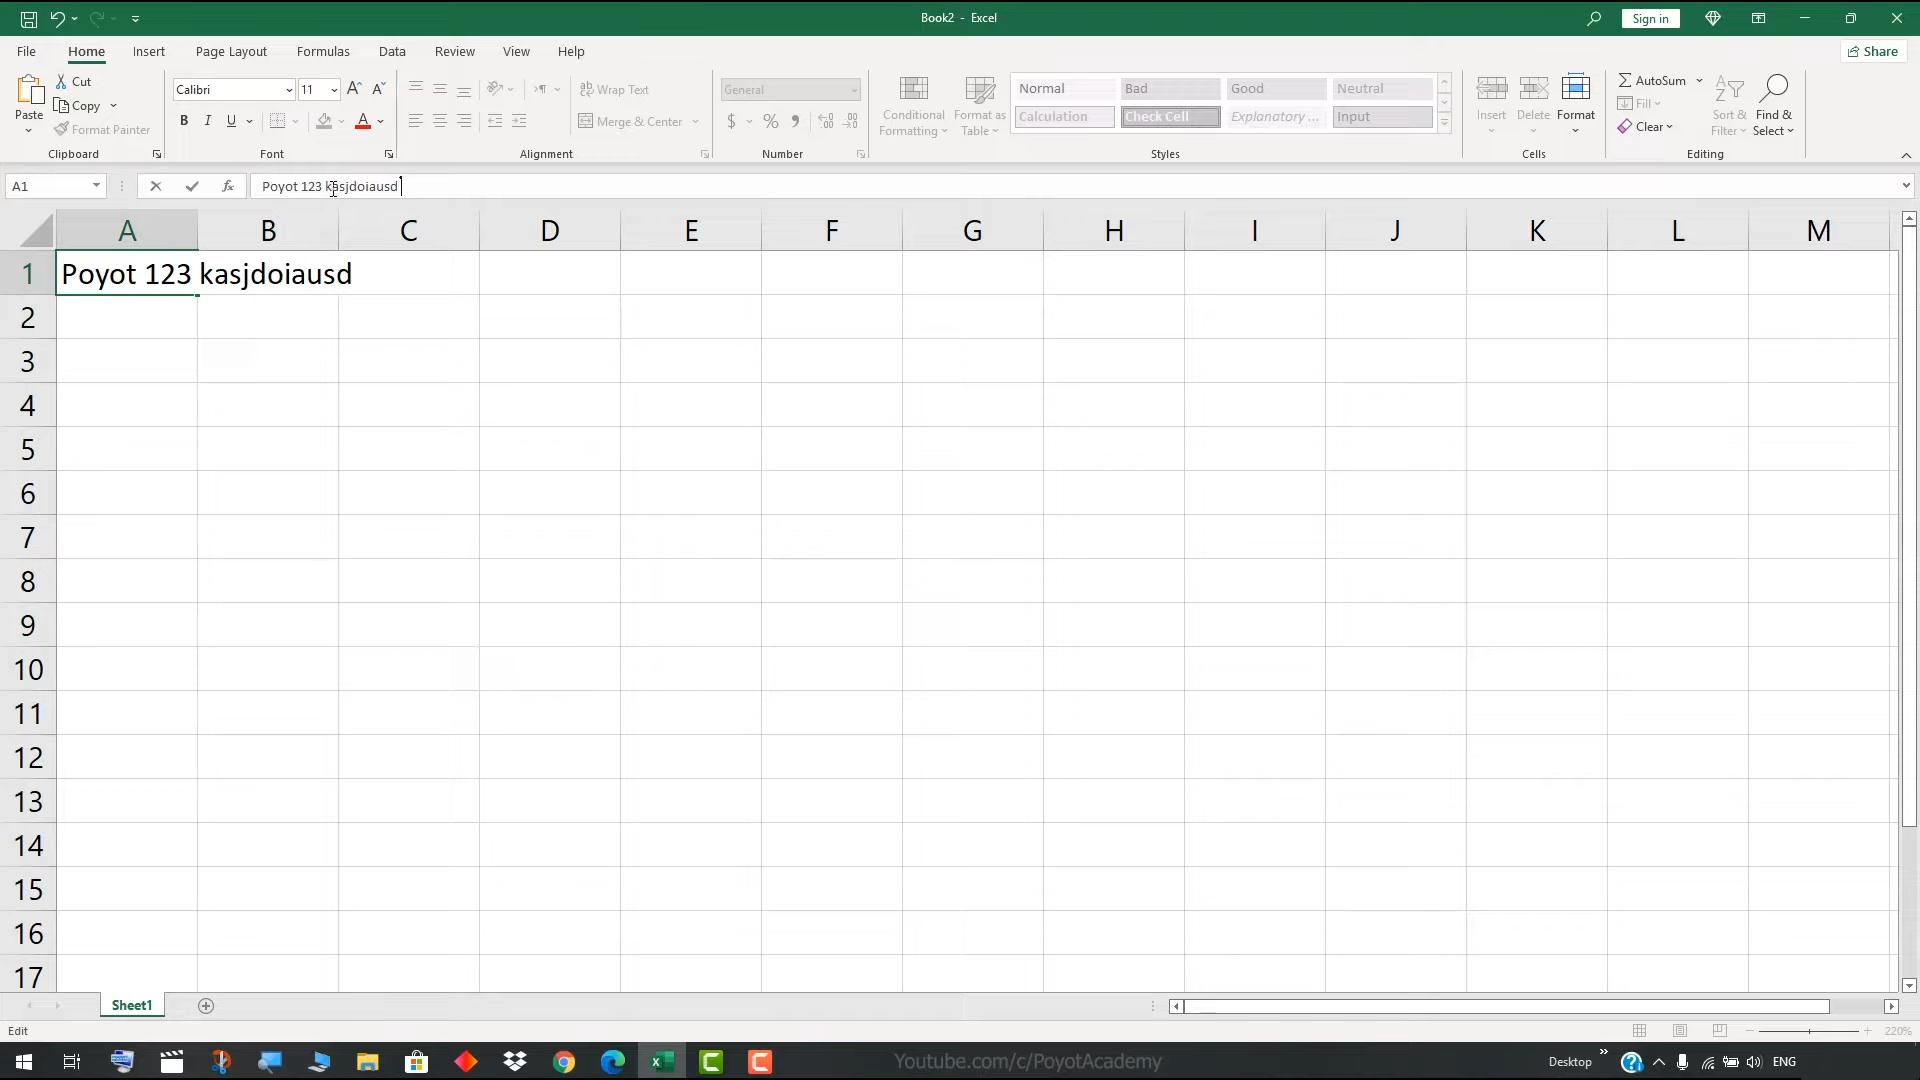 Book2 - Excel
Sign in
File Home Insert Page Layout Formulas Data Review View Help Share
Cut
Copy
Format Painter
Paste
Clipboard
Calibri 11
B I U
Font
Wrap Text
Merge & Center
Alignment
General
$ % 9
Number
Conditional Formatting
Format as Table
Normal Bad Good Neutral
Calculation Check Cell Explanatory ... Input
Styles
Insert Delete Format
Cells
AutoSum
Fill
Clear
Sort & Filter
Find & Select
Editing
A1 fx Poyot 123 kasjdoiausd
A B C D E F G H I J K L M
1 Poyot 123 kasjdoiausd
2
3
4
5
6
7
8
9
10
11
12
13
14
15
16
17
Sheet1
Edit 220%
Youtube.com/c/PoyotAcademy
Desktop » ENG